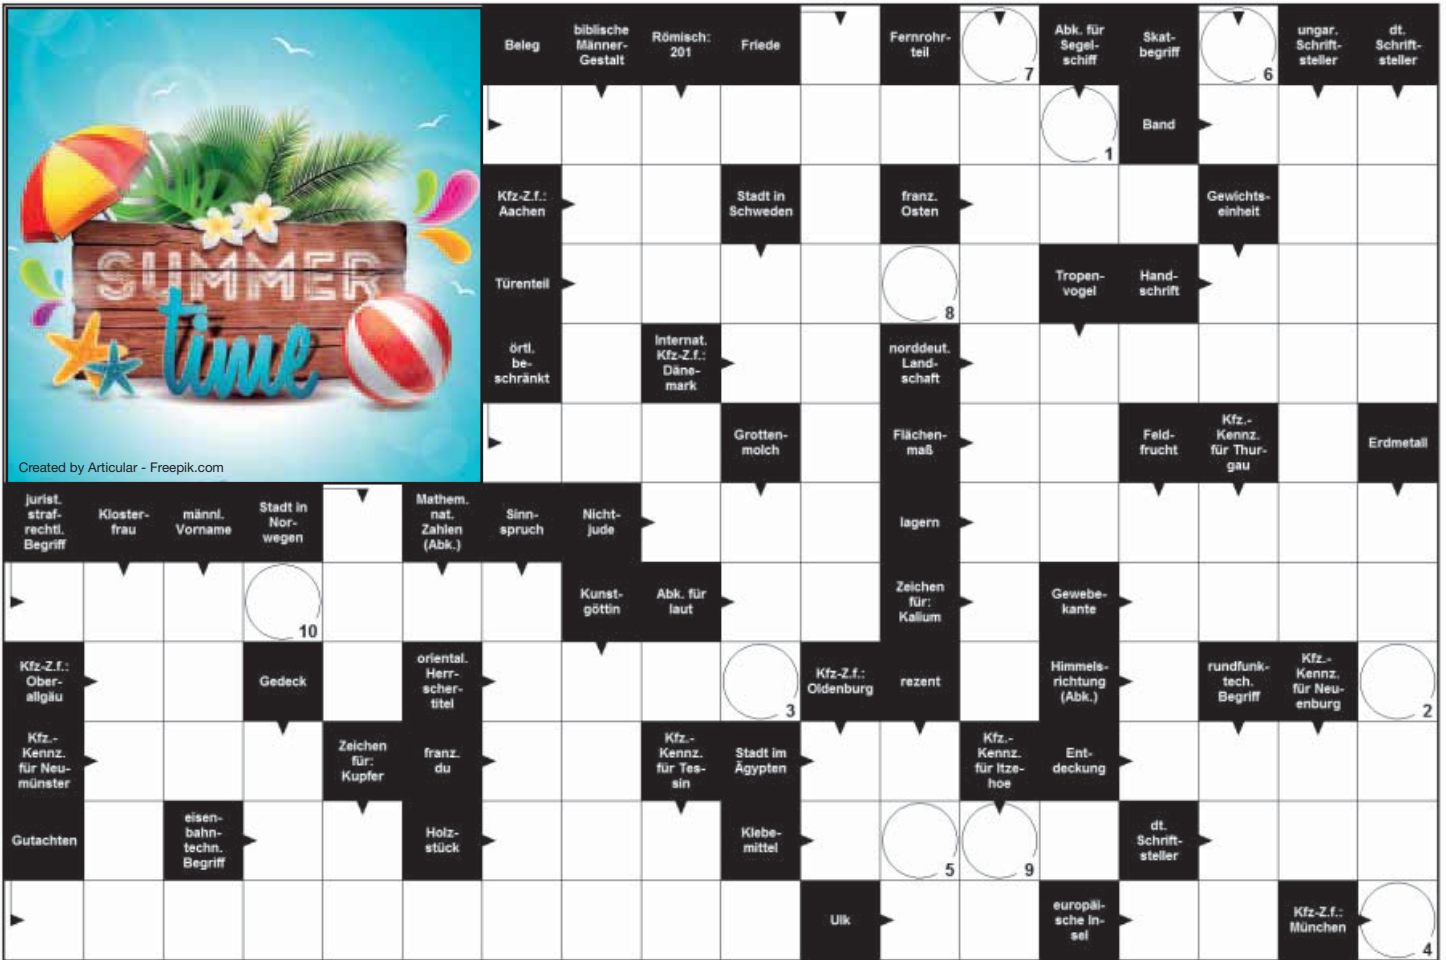 Beleg
biblische
Männer-
Gestalt
Römisch:
201
Friede
Fernrohr-
teil
7
Abk. für
Segel-
schiff
Skat-
begriff
6
ungar.
Schrift-
steller
dt.
Schrift-
steller
1
Band
Kfz-Z.f.:
Aachen
Stadt in
Schweden
franz.
Osten
Gewichts-
einheit
SUMMER
time
Türenteil
8
Tropen-
vogel
Hand-
schrift
örtl.
be-
schränkt
Internat.
Kfz-Z.f.:
Däne-
mark
norddeut.
Land-
schaft
Grotten-
molch
Flächen-
maß
Feld-
frucht
Kfz.-
Kennz.
für Thur-
gau
Erdmetall
Created by Articular - Freepik.com
jurist.
straf-
rechtl.
Begriff
Kloster-
frau
männl.
Vorname
Stadt in
Nor-
wegen
Mathem.
nat.
Zahlen
(Abk.)
Sinn-
spruch
Nicht-
jude
lagern
10
Kunst-
göttin
Abk. für
laut
Zeichen
für:
Kalium
Gewebe-
kante
Kfz-Z.f.:
Ober-
allgäu
Gedeck
oriental.
Herr-
scher-
titel
3
Kfz-Z.f.:
Oldenburg
rezent
Himmels-
richtung
(Abk.)
rundfunk-
tech.
Begriff
Kfz.-
Kennz.
für Neu-
enburg
2
Kfz.-
Kennz.
für Neu-
münster
Zeichen
für:
Kupfer
franz.
du
Kfz.-
Kennz.
für Tes-
sin
Stadt im
Ägypten
Kfz.-
Kennz.
für Itze-
hoe
Ent-
deckung
Gutachten
eisen-
bahn-
techn.
Begriff
Holz-
stück
Klebe-
mittel
5
9
dt.
Schrift-
steller
Ulk
europäi-
sche In-
sel
Kfz-Z.f.:
München
4